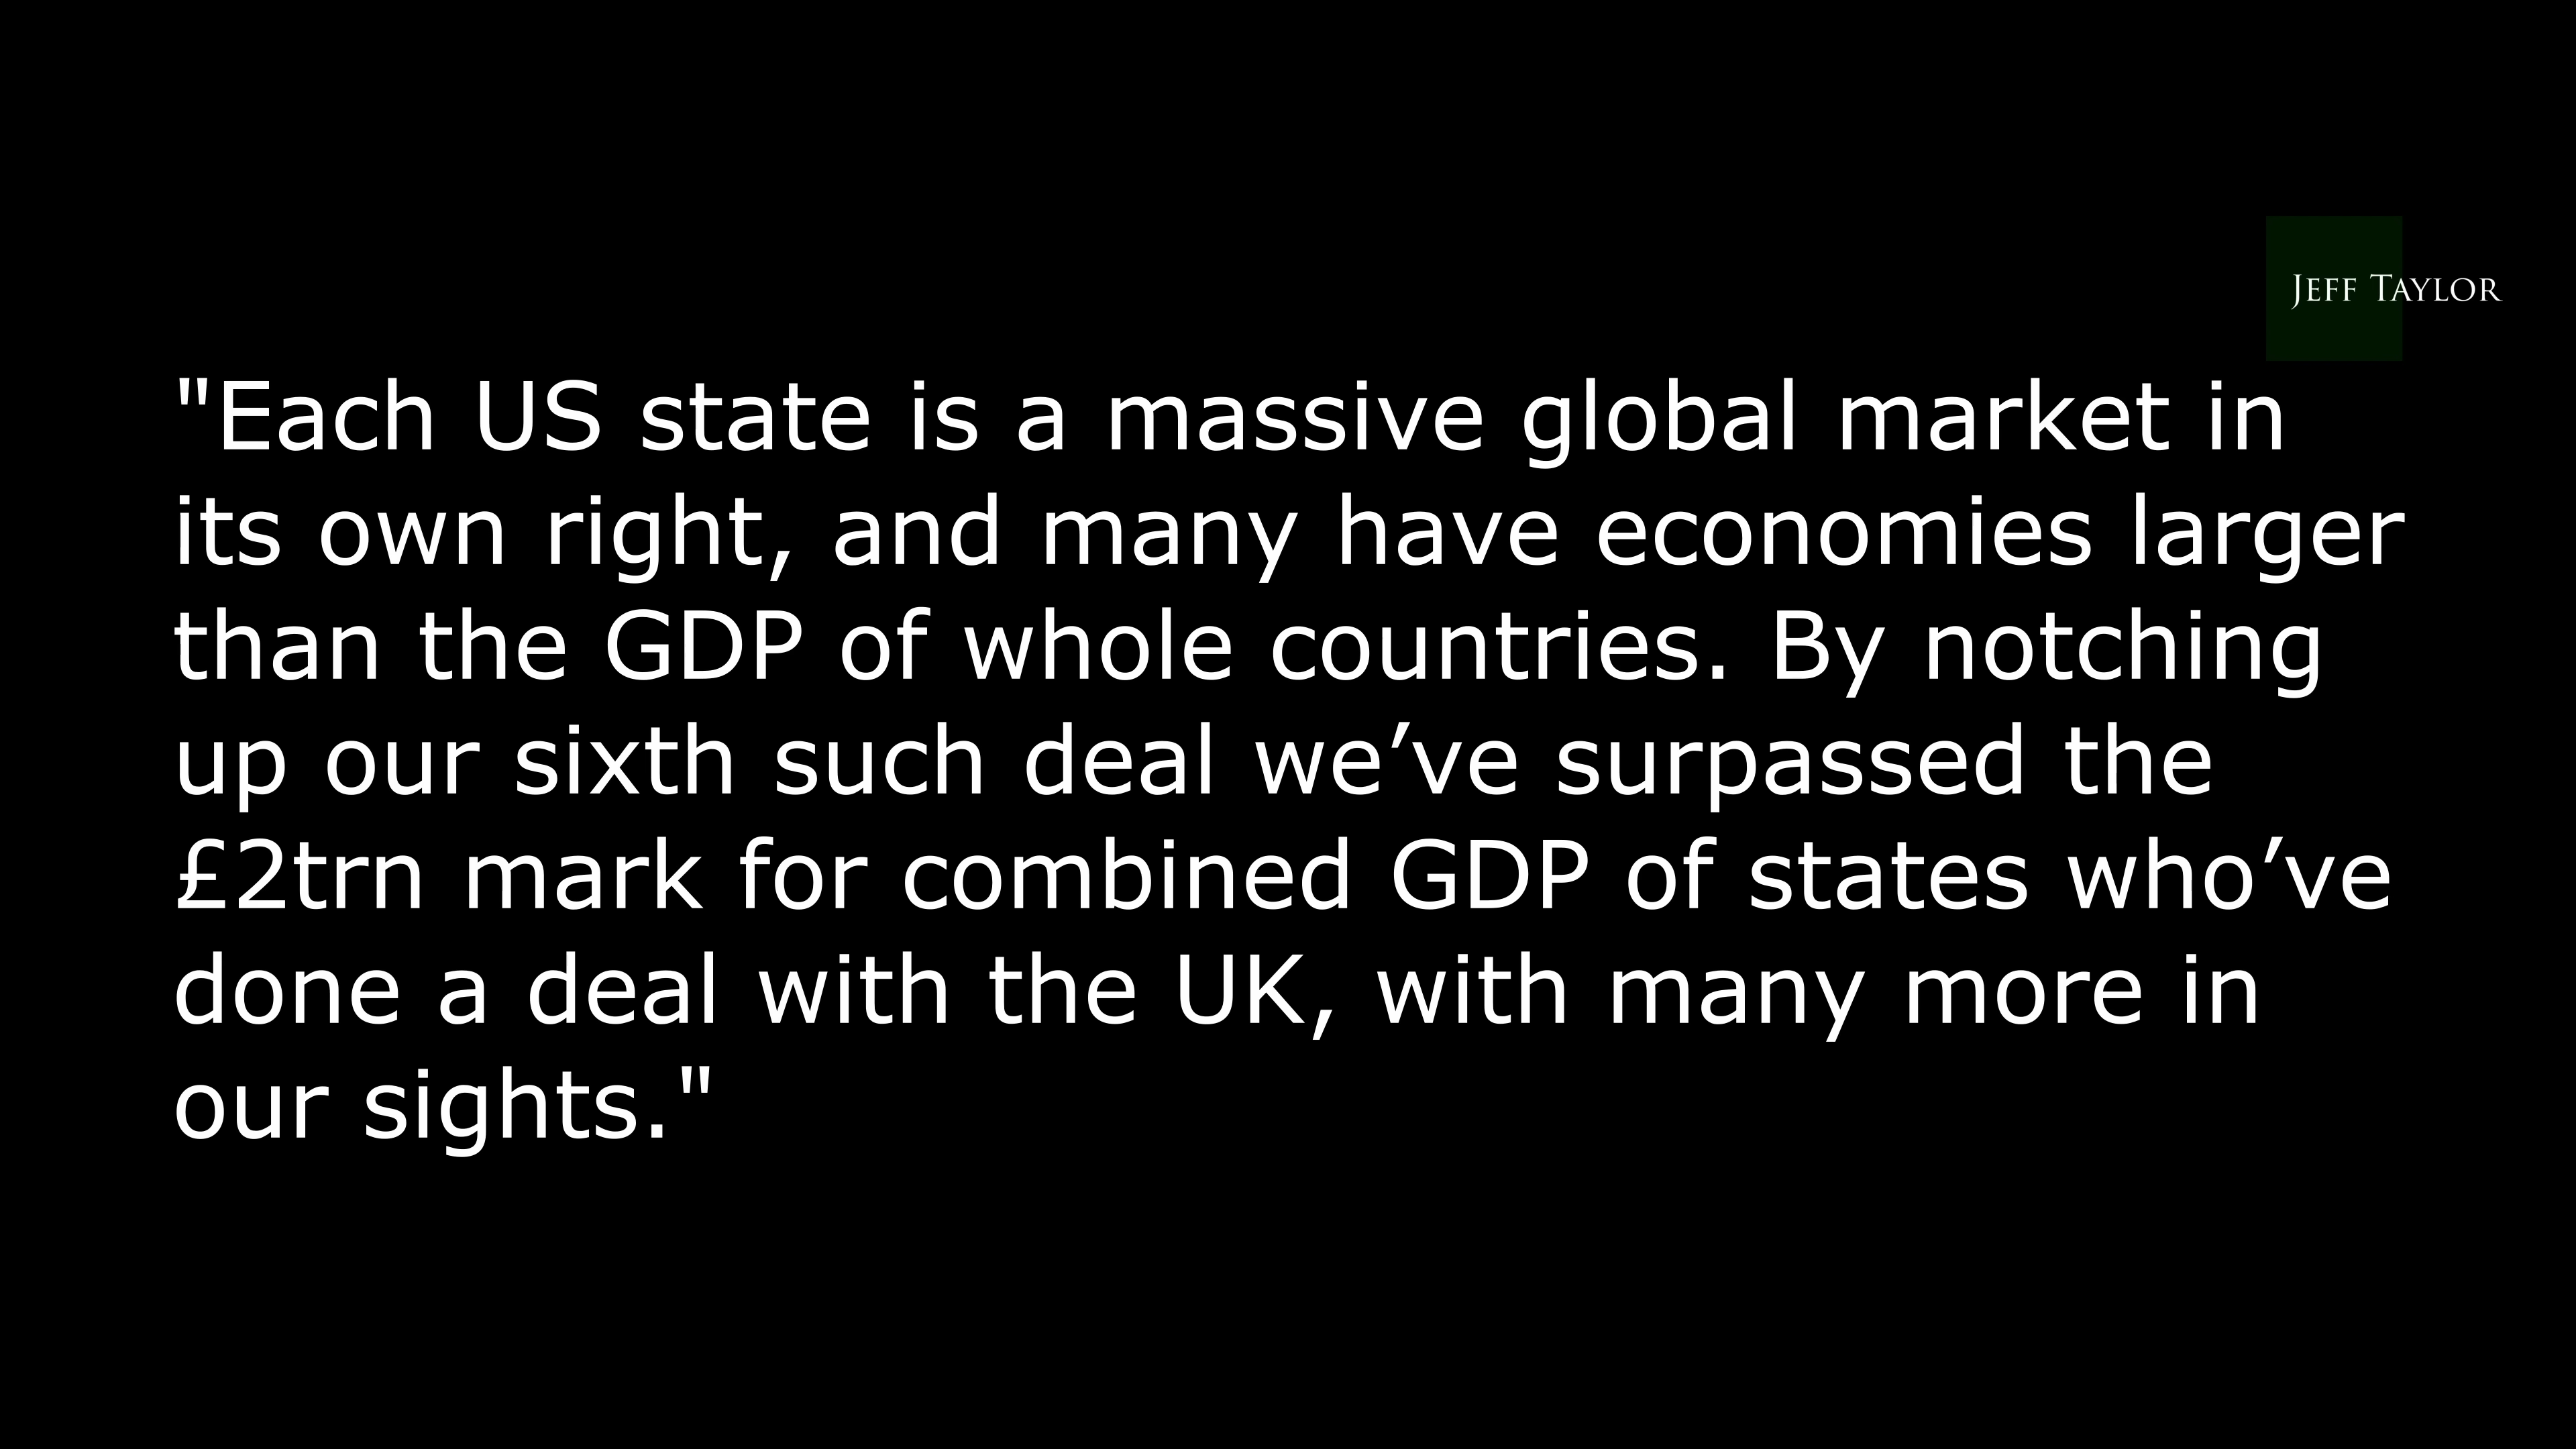 Jeff Taylor
"Each US state is a massive global market in
its own right, and many have economies larger
than the GDP of whole countries. By notching
up our sixth such deal we’ve surpassed the
£2trn mark for combined GDP of states who’ve
done a deal with the UK, with many more in
our sights."